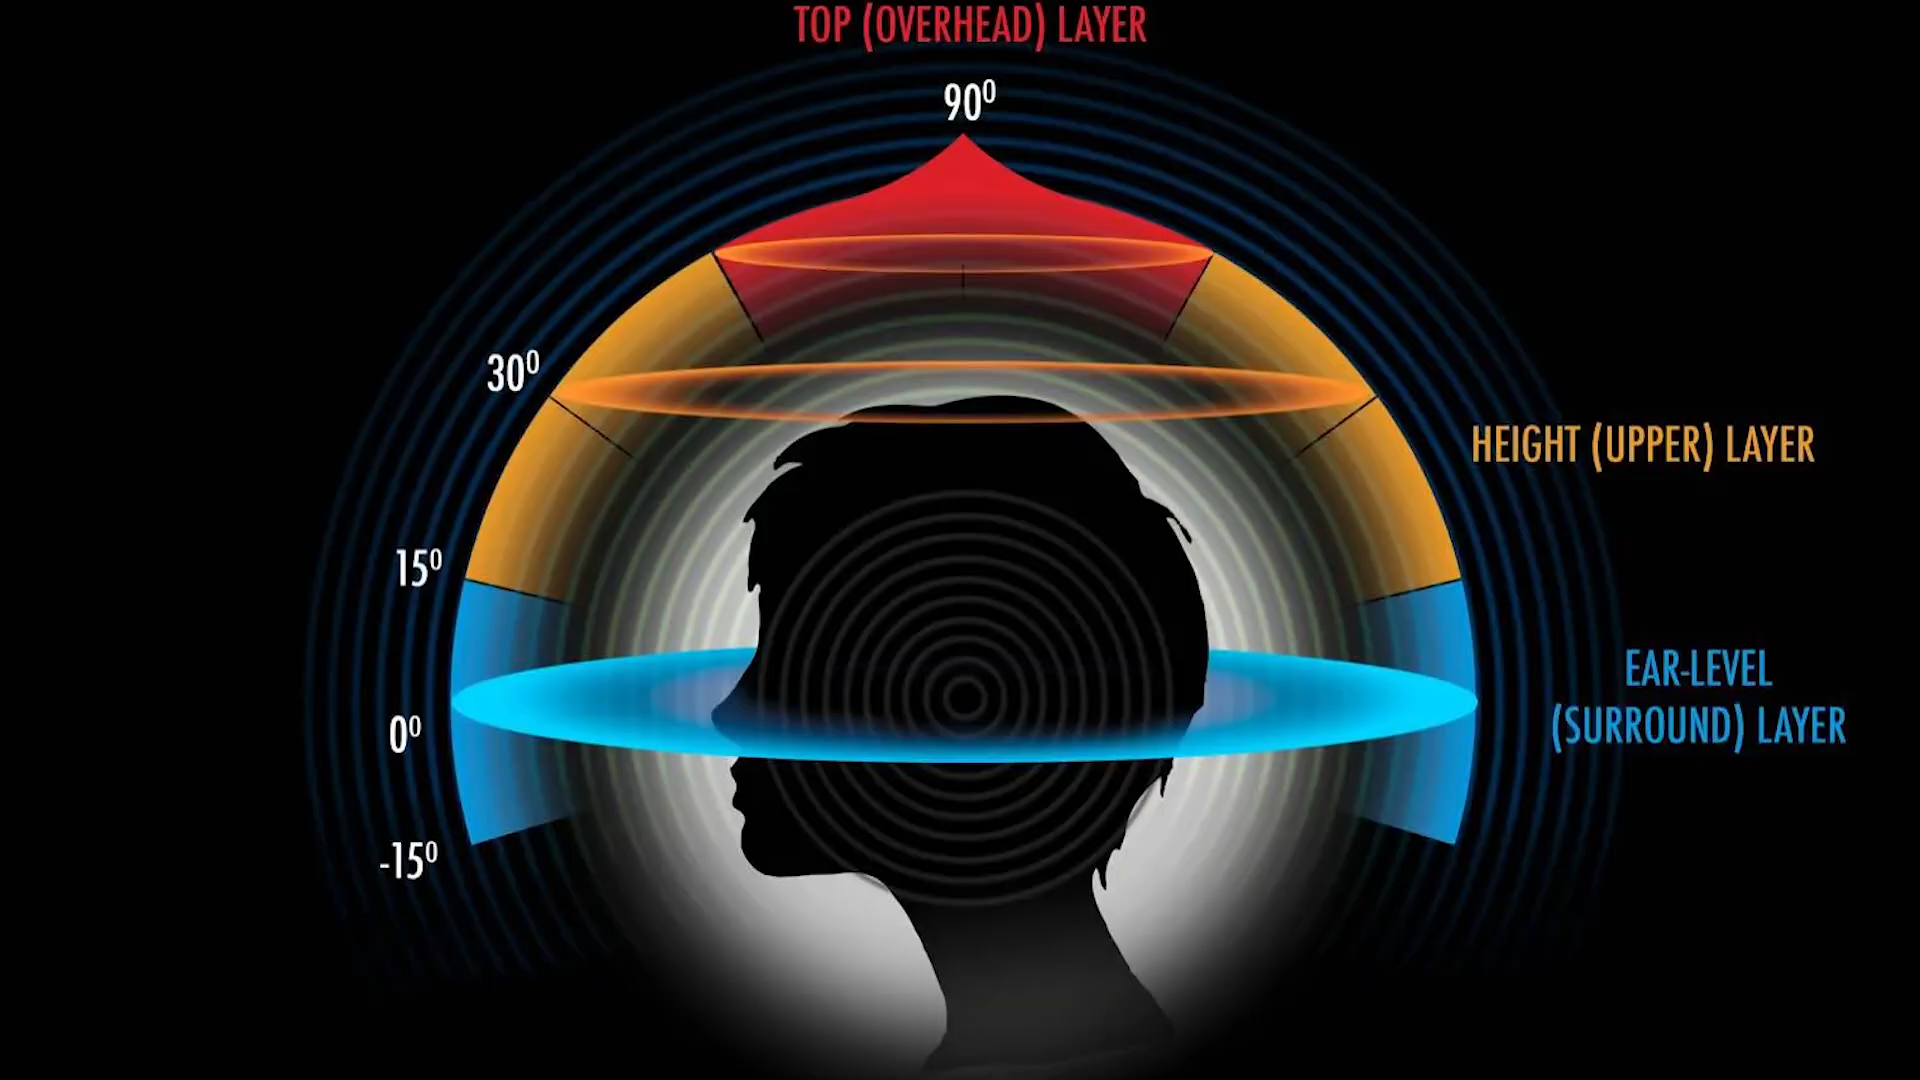 TOP (OVERHEAD) LAYER
90⁰
30⁰
HEIGHT (UPPER) LAYER
15⁰
EAR-LEVEL
(SURROUND) LAYER
0⁰
-15⁰